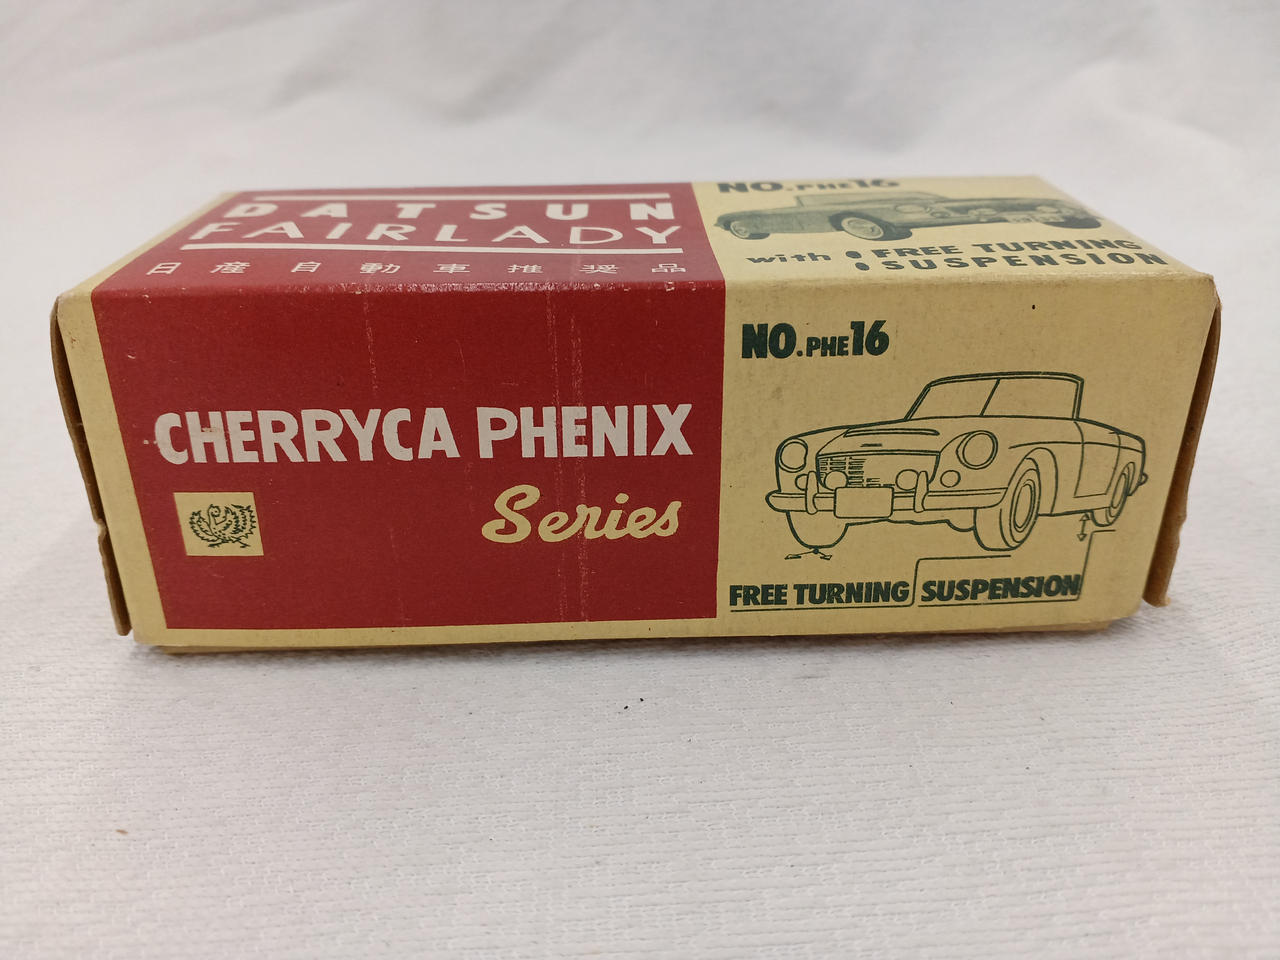 DATSUN
FAIRLADY
日産自動車推奨品
NO.PHE16
with • FREE TURNING
• SUSPENSION
CHERRYCA PHENIX
Series
NO.PHE16
FREE TURNING SUSPENSION